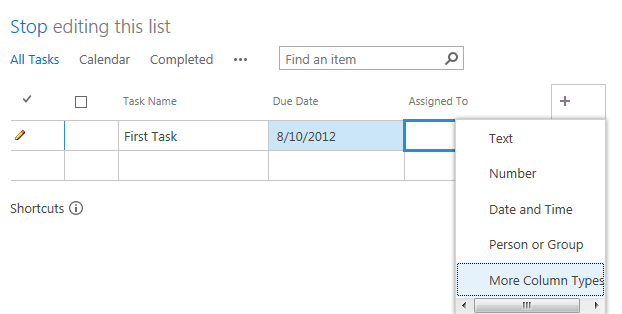 Stop editing this list
All Tasks Calendar Completed ••• Find an item
Task Name Due Date Assigned To +
First Task 8/10/2012
Text
Number
Date and Time
Person or Group
More Column Types
Shortcuts